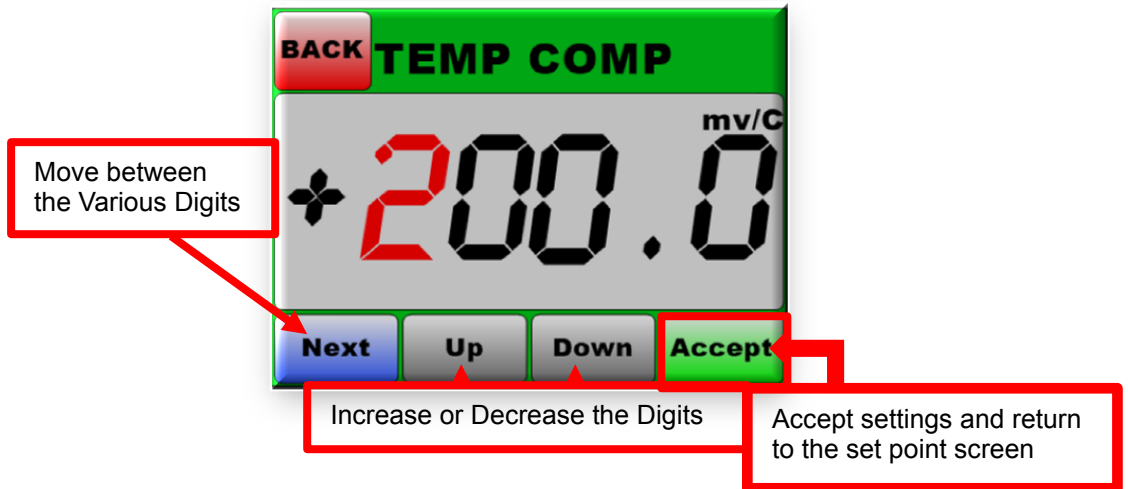 BACK TEMP COMP
mv/C
+200.0
Move between
the Various Digits
Next Up Down Accept
Increase or Decrease the Digits
Accept settings and return
to the set point screen